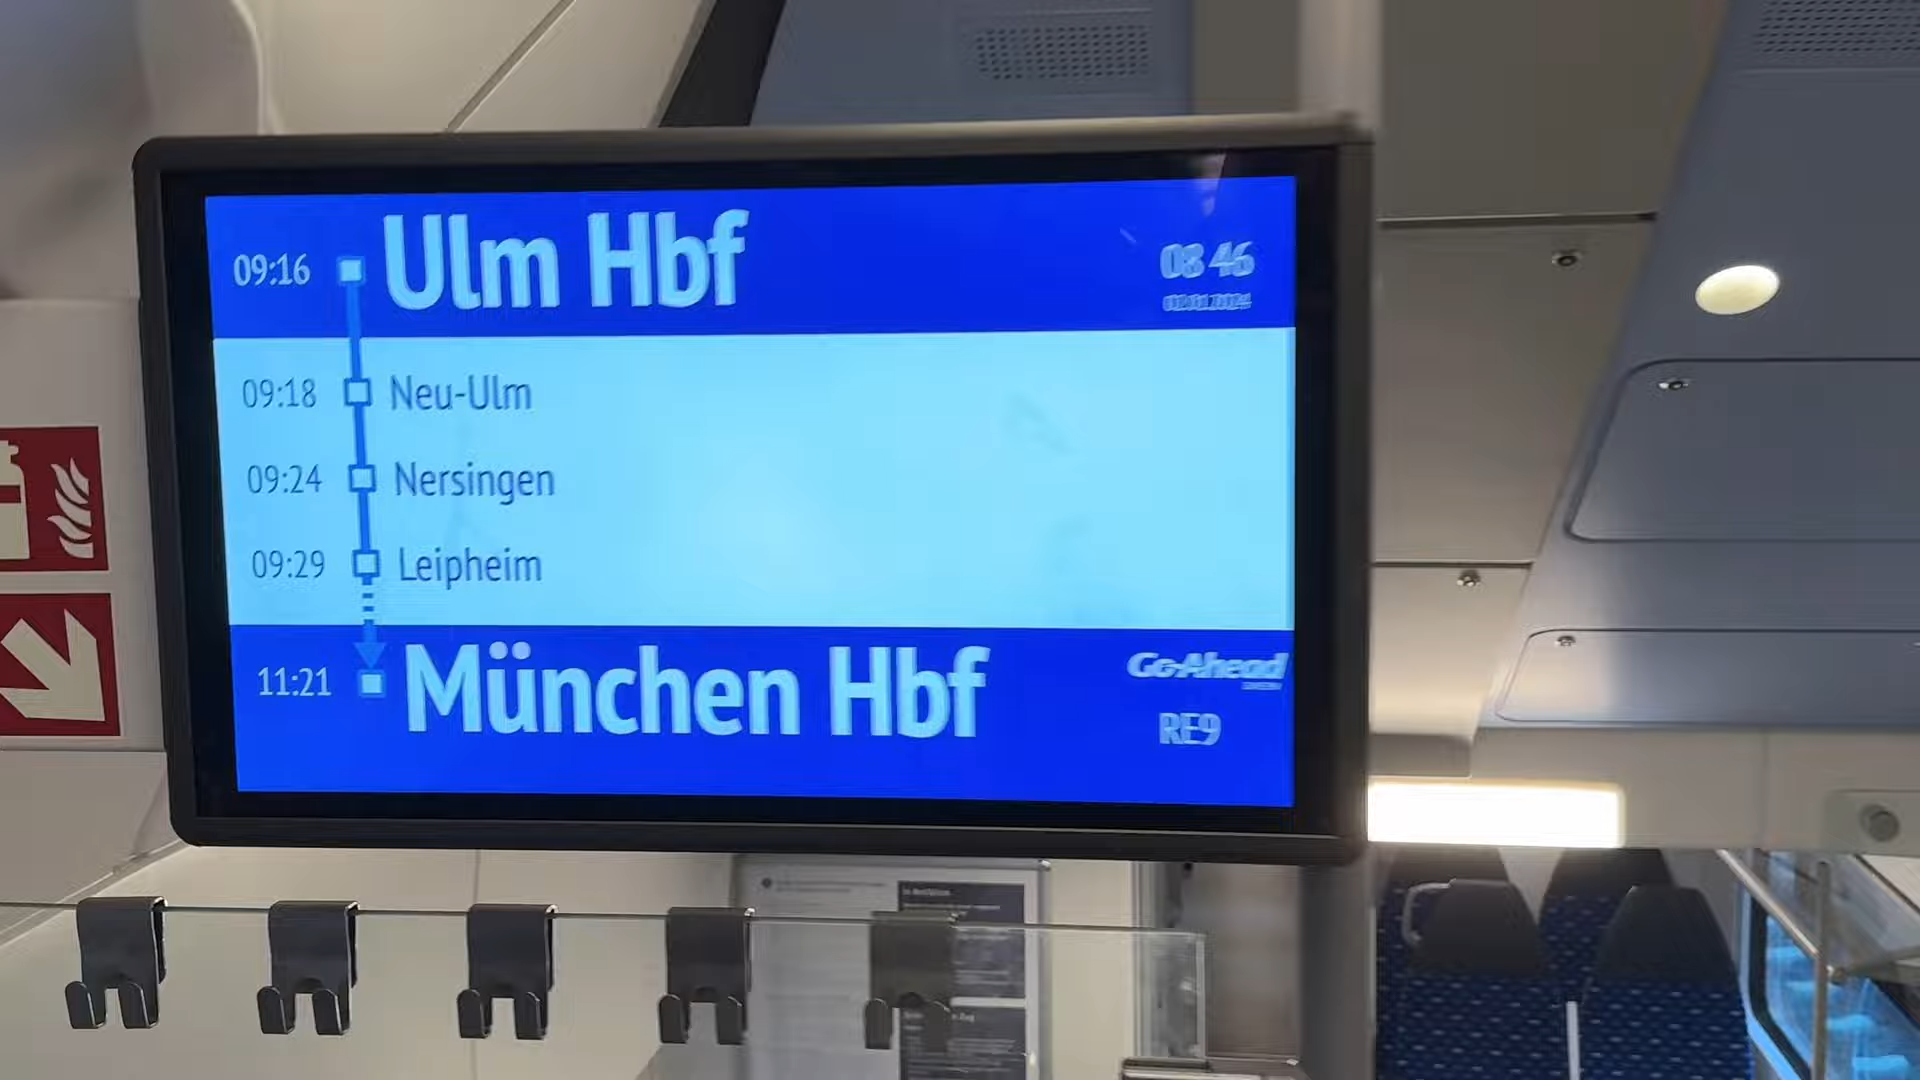 09:16 Ulm Hbf 08 46
09:18 Neu-Ulm
09:24 Nersingen
09:29 Leipheim
11:21 München Hbf
Go-Ahead
RE9